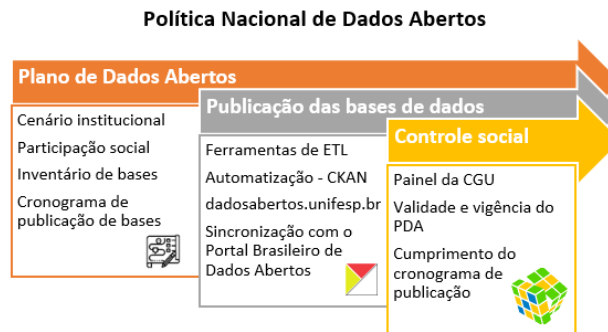 Política Nacional de Dados Abertos
Plano de Dados Abertos
Cenário institucional
Participação social
Inventário de bases
Cronograma de
publicação de bases
Publicação das bases de dados
Ferramentas de ETL
Automatização - CKAN
dadosabertos.unifesp.br
Sincronização com o
Portal Brasileiro de
Dados Abertos
Controle social
Painel da CGU
Validade e vigência do
PDA
Cumprimento do
cronograma de
publicação